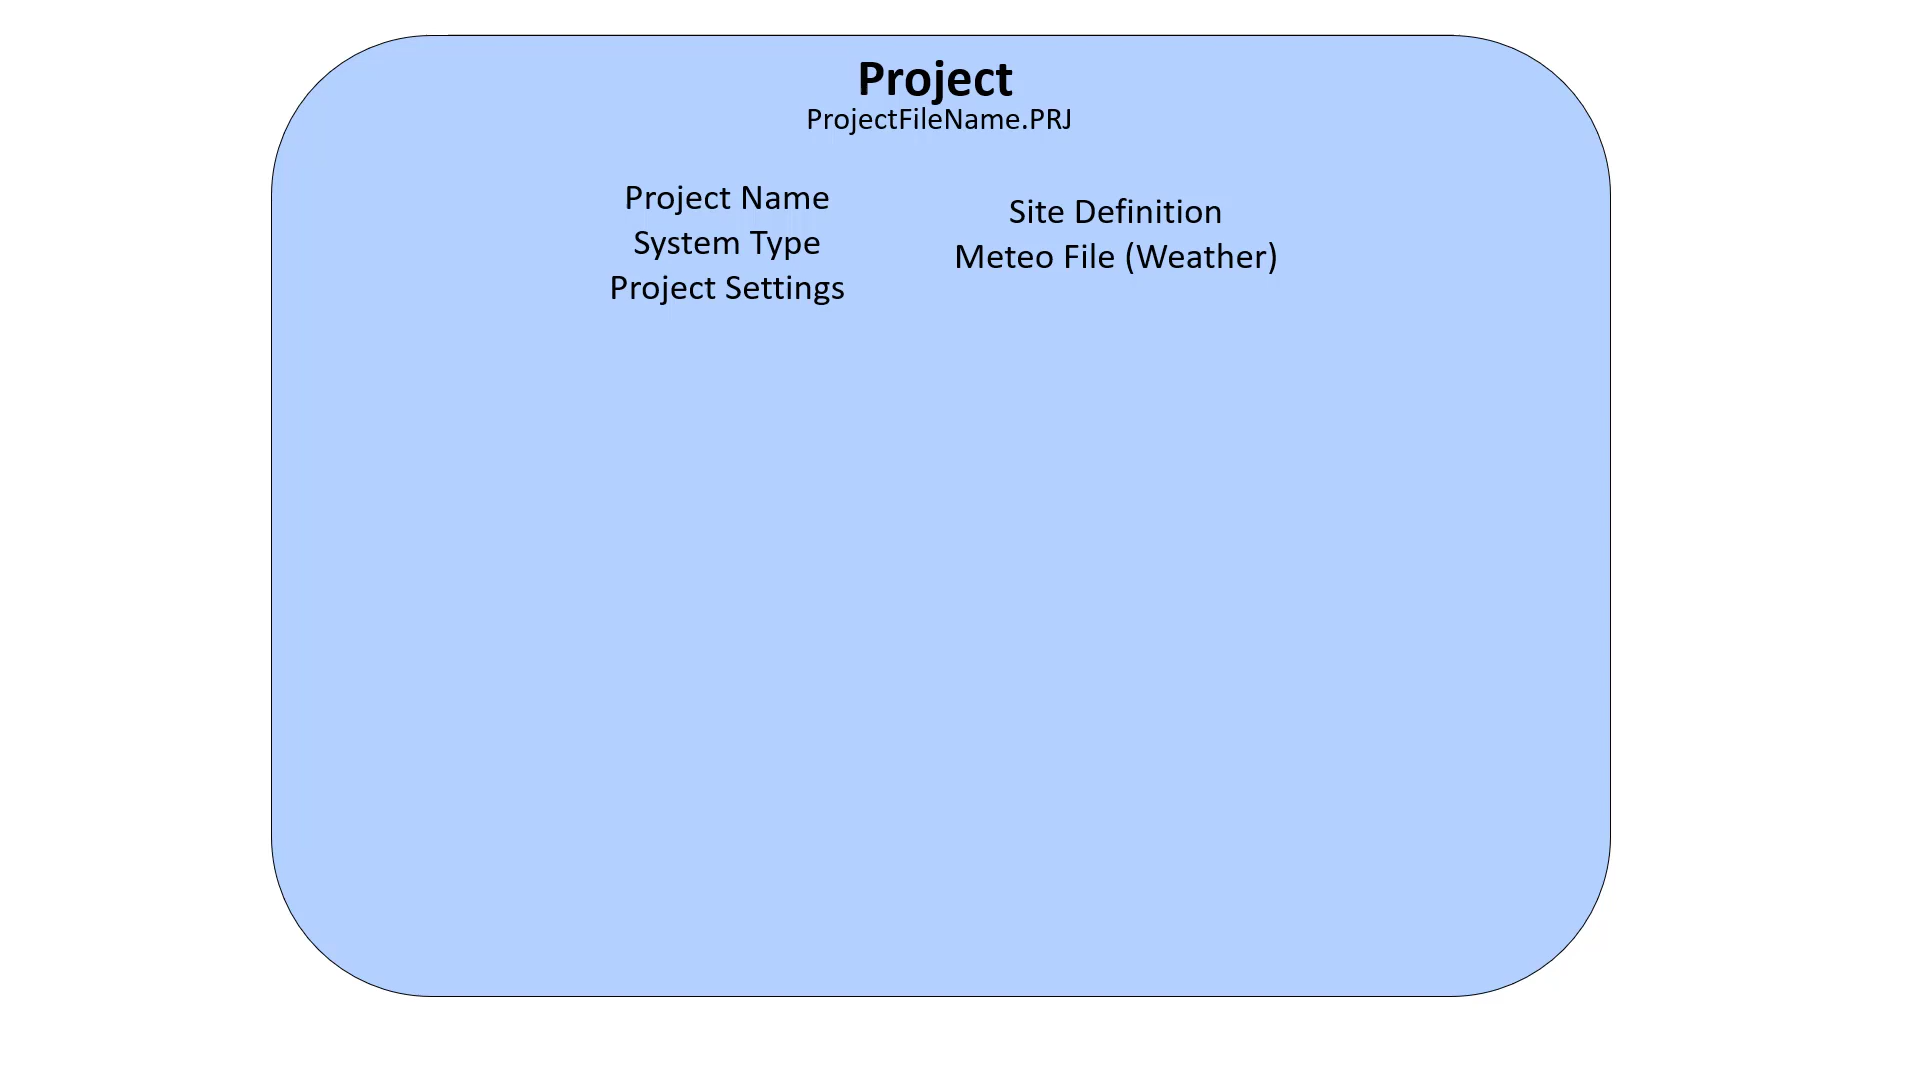 Project
ProjectFileName.PRJ
Project Name
System Type
Project Settings
Site Definition
Meteo File (Weather)